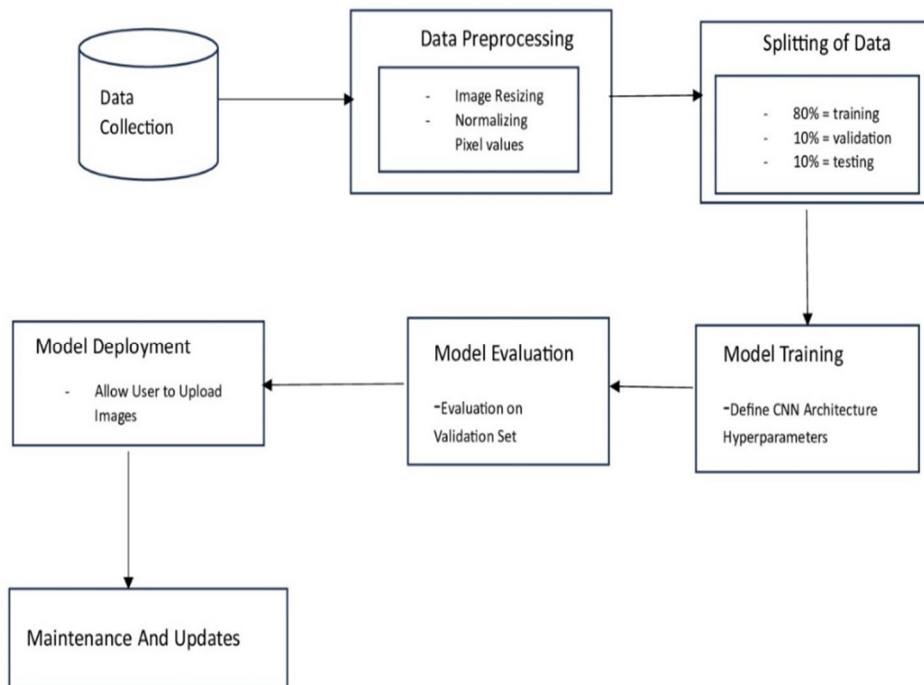 Data
Collection
Data Preprocessing
- Image Resizing
- Normalizing
Pixel values
Splitting of Data
- 80% = training
- 10% = validation
- 10% = testing
Model Training
-Define CNN Architecture
Hyperparameters
Model Evaluation
-Evaluation on
Validation Set
Model Deployment
- Allow User to Upload
Images
Maintenance And Updates